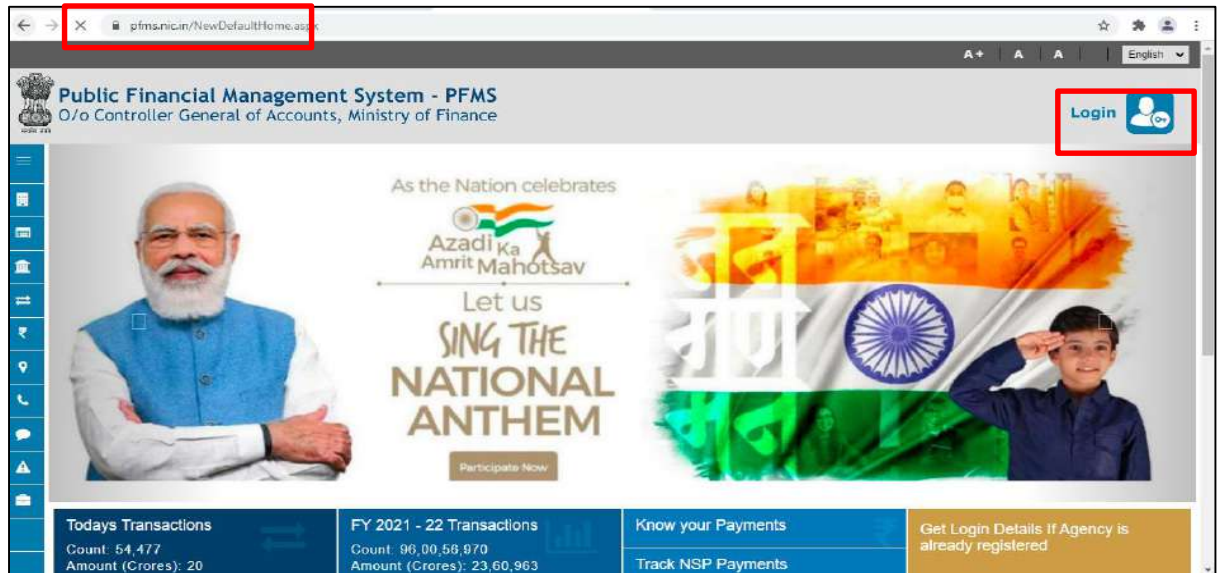 pfms.nic.in/NewDefaultHome.aspx
A+ | A | A | | English
Public Financial Management System - PFMS
O/o Controller General of Accounts, Ministry of Finance
Login
As the Nation celebrates
Azadi Ka
Amrit Mahotsav
Let us
SING THE
NATIONAL
ANTHEM
Participate Now
जन
गण
Todays Transactions
Count: 54,477
Amount (Crores): 20
FY 2021 - 22 Transactions
Count: 96,00,56,970
Amount (Crores): 23,60,963
Know your Payments
Track NSP Payments
Get Login Details If Agency is
already registered